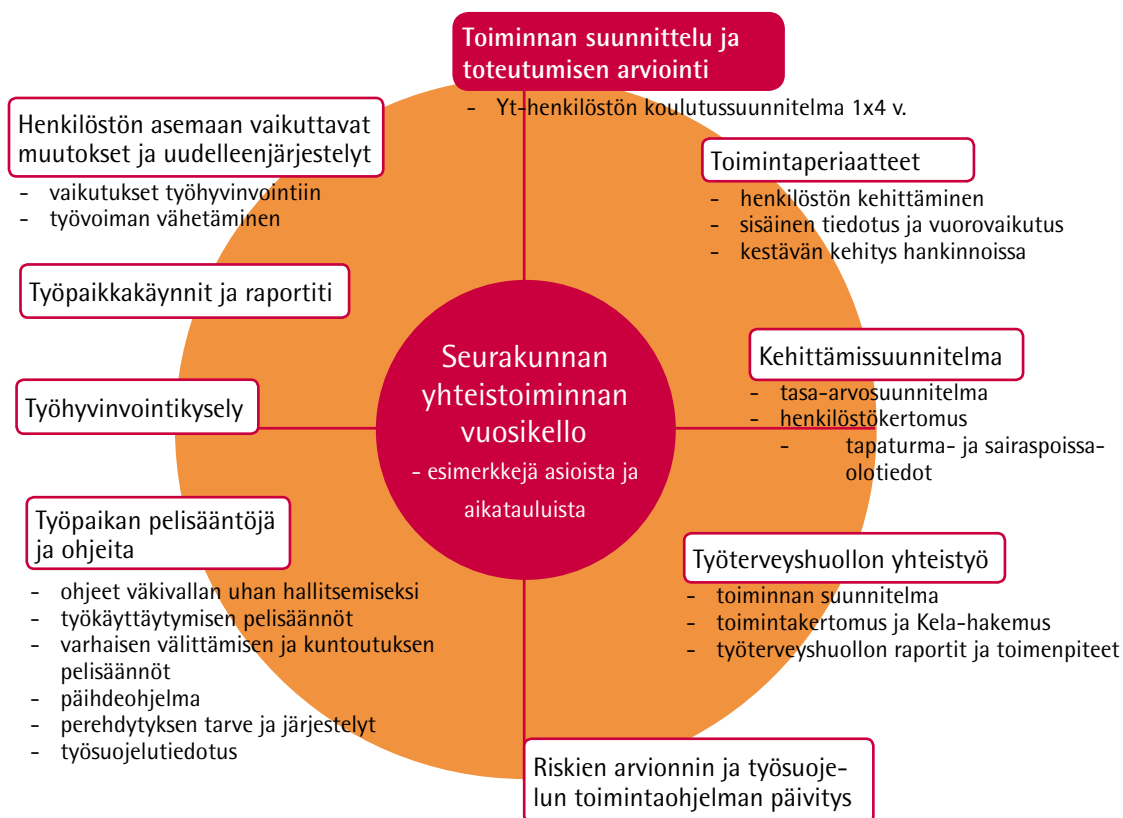 Toiminnan suunnittelu ja
toteutumisen arviointi
- Yt-henkilöstön koulutussuunnitelma 1x4 v.
Toimintaperiaatteet
- henkilöstön kehittäminen
- sisäinen tiedotus ja vuorovaikutus
- kestävän kehitys hankinnoissa
Kehittämissuunnitelma
- tasa-arvosuunnitelma
- henkilöstökertomus
- tapaturma- ja sairaspoissa-
olotiedot
Työterveyshuollon yhteistyö
- toiminnan suunnitelma
- toimintakertomus ja Kela-hakemus
- työterveyshuollon raportit ja toimenpiteet
Riskien arvionnin ja työsuoje-
lun toimintaohjelman päivitys
Työpaikan pelisääntöjä
ja ohjeita
- ohjeet väkivallan uhan hallitsemiseksi
- työkäyttäytymisen pelisäännöt
- varhaisen välittämisen ja kuntoutuksen
pelisäännöt
- päihdeohjelma
- perehdytyksen tarve ja järjestelyt
- työsuojelutiedotus
Työhyvinvointikysely
Työpaikkakäynnit ja raportiti
Henkilöstön asemaan vaikuttavat
muutokset ja uudelleenjärjestelyt
- vaikutukset työhyvinvointiin
- työvoiman vähetäminen
Seurakunnan
yhteistoiminnan
vuosikello
- esimerkkejä asioista ja
aikatauluista